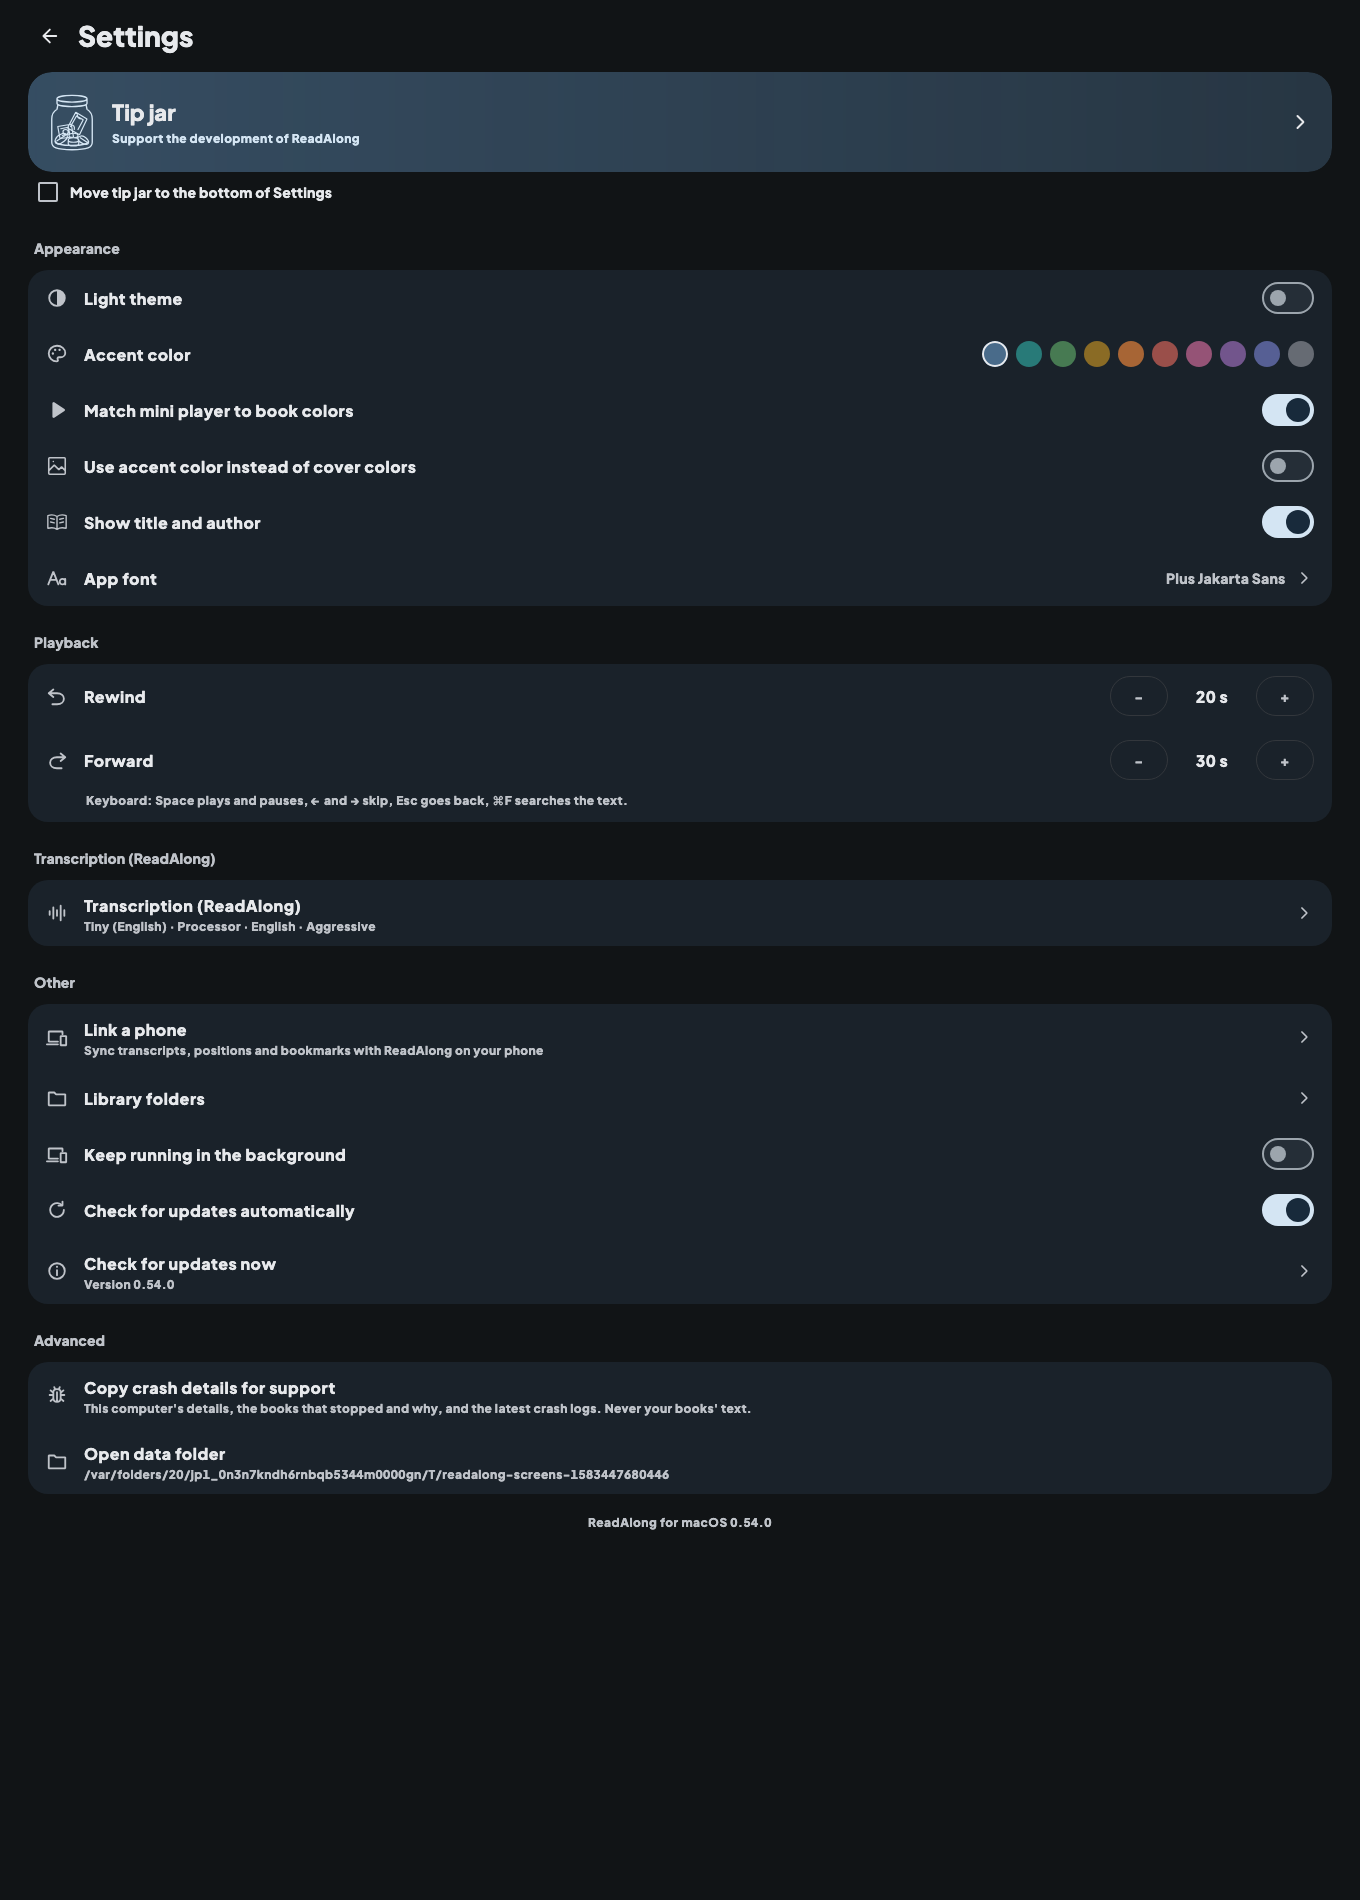 Settings
Tip jar
Support the development of ReadAlong
Move tip jar to the bottom of Settings
Appearance
Light theme
Accent color
Match mini player to book colors
Use accent color instead of cover colors
Show title and author
App font
Plus Jakarta Sans
Playback
Rewind
- 20 s +
Forward
- 30 s +
Keyboard: Space plays and pauses, ← and → skip, Esc goes back, ⌘F searches the text.
Transcription (ReadAlong)
Transcription (ReadAlong)
Tiny (English) · Processor · English · Aggressive
Other
Link a phone
Sync transcripts, positions and bookmarks with ReadAlong on your phone
Library folders
Keep running in the background
Check for updates automatically
Check for updates now
Version 0.54.0
Advanced
Copy crash details for support
This computer's details, the books that stopped and why, and the latest crash logs. Never your books' text.
Open data folder
/var/folders/20/jp1_0n3n7kndh6rnbqb5344m0000gn/T/readalong-screens-1583447680446
ReadAlong for macOS 0.54.0